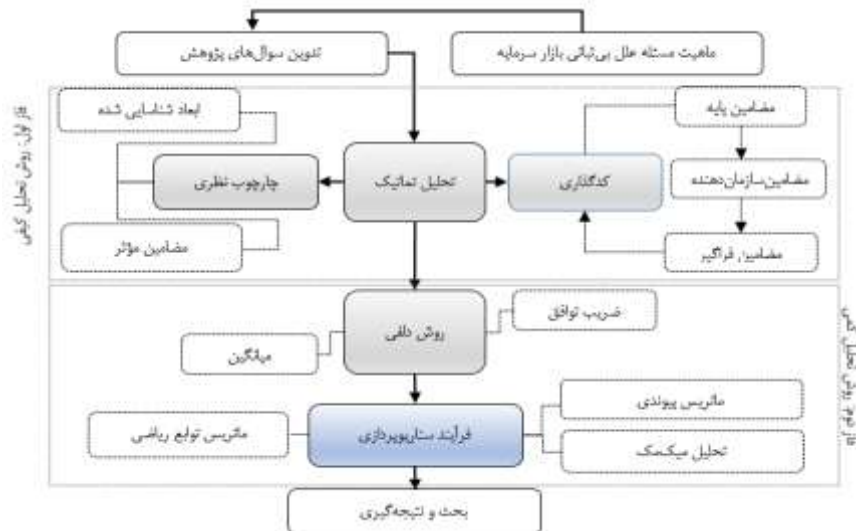 ماهیت مسئله علل بی‌ثباتی بازار سرمایه
تدوین سوال‌های پژوهش
فاز اول: روش تحلیل کیفی
مضامین پایه
ابعاد شناسایی شده
تحلیل تماتیک
کدگذاری
چارچوب نظری
مضامین‌سازمان‌دهنده
مضامین مؤثر
مضامین فراگیر
فاز دوم: روش تحلیل کمی
ضریب توافق
روش دلفی
میانگین
ماتریس پیوندی
فرآیند سناریوپردازی
ماتریس توابع ریاضی
تحلیل میک‌مک
بحث و نتیجه‌گیری